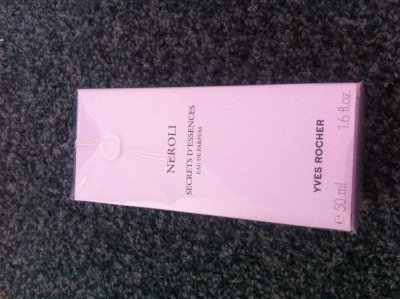 NÉROLI
SECRETS D'ESSENCES
EAU DE PARFUM
YVES ROCHER
e 50 ml 1.6 fl.oz.